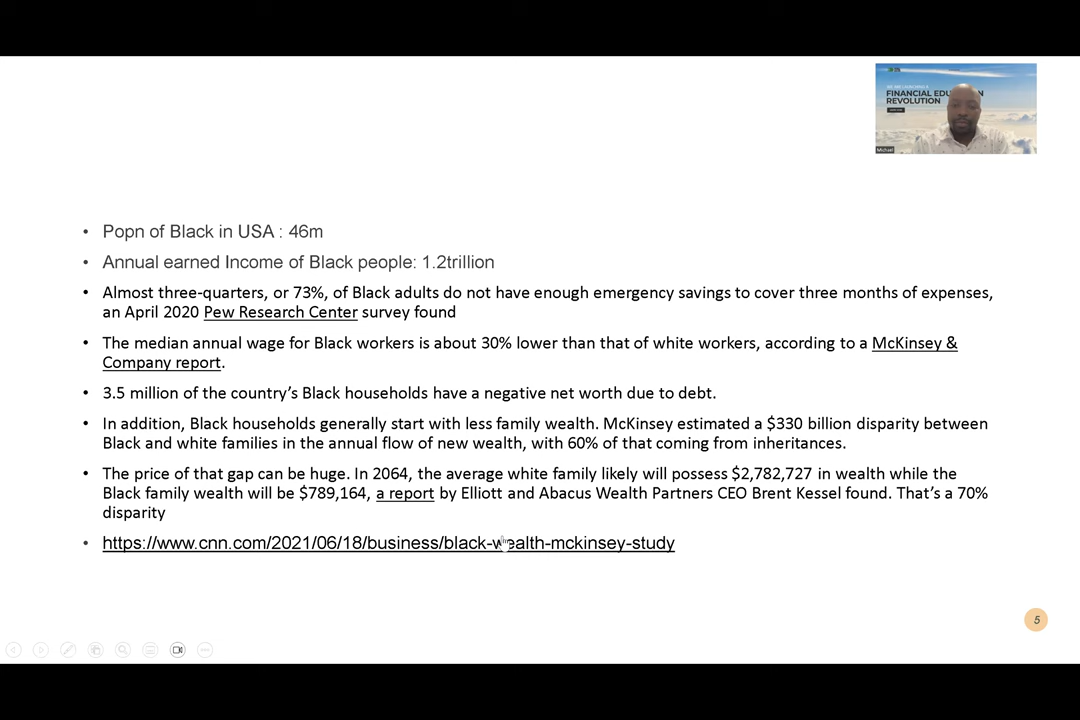 FINANCIAL EDU N
REVOLUTION
Michael
• Popn of Black in USA : 46m
• Annual earned Income of Black people: 1.2trillion
• Almost three-quarters, or 73%, of Black adults do not have enough emergency savings to cover three months of expenses,
an April 2020 Pew Research Center survey found
• The median annual wage for Black workers is about 30% lower than that of white workers, according to a McKinsey &
Company report.
• 3.5 million of the country’s Black households have a negative net worth due to debt.
• In addition, Black households generally start with less family wealth. McKinsey estimated a $330 billion disparity between
Black and white families in the annual flow of new wealth, with 60% of that coming from inheritances.
• The price of that gap can be huge. In 2064, the average white family likely will possess $2,782,727 in wealth while the
Black family wealth will be $789,164, a report by Elliott and Abacus Wealth Partners CEO Brent Kessel found. That’s a 70%
disparity
• https://www.cnn.com/2021/06/18/business/black-wealth-mckinsey-study
5